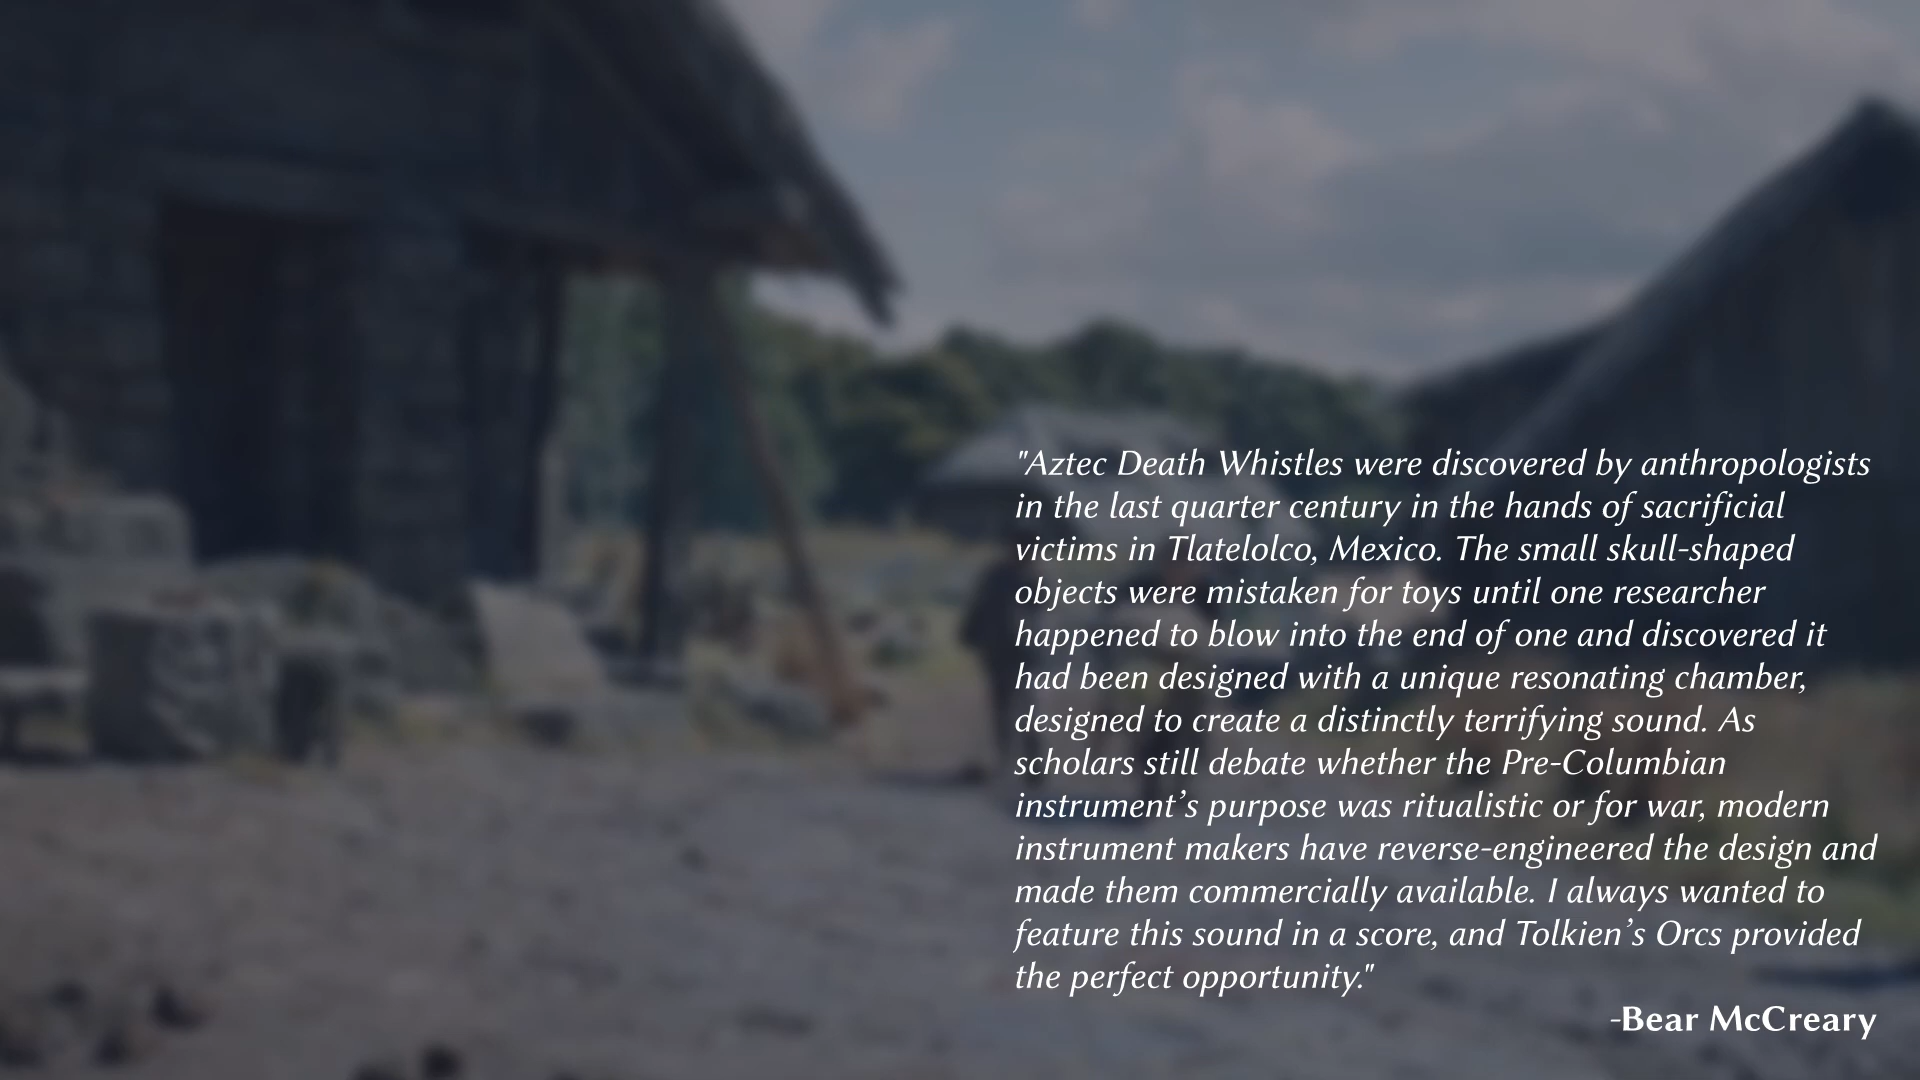 "Aztec Death Whistles were discovered by anthropologists
in the last quarter century in the hands of sacrificial
victims in Tlatelolco, Mexico. The small skull-shaped
objects were mistaken for toys until one researcher
happened to blow into the end of one and discovered it
had been designed with a unique resonating chamber,
designed to create a distinctly terrifying sound. As
scholars still debate whether the Pre-Columbian
instrument’s purpose was ritualistic or for war, modern
instrument makers have reverse-engineered the design and
made them commercially available. I always wanted to
feature this sound in a score, and Tolkien’s Orcs provided
the perfect opportunity."
-Bear McCreary